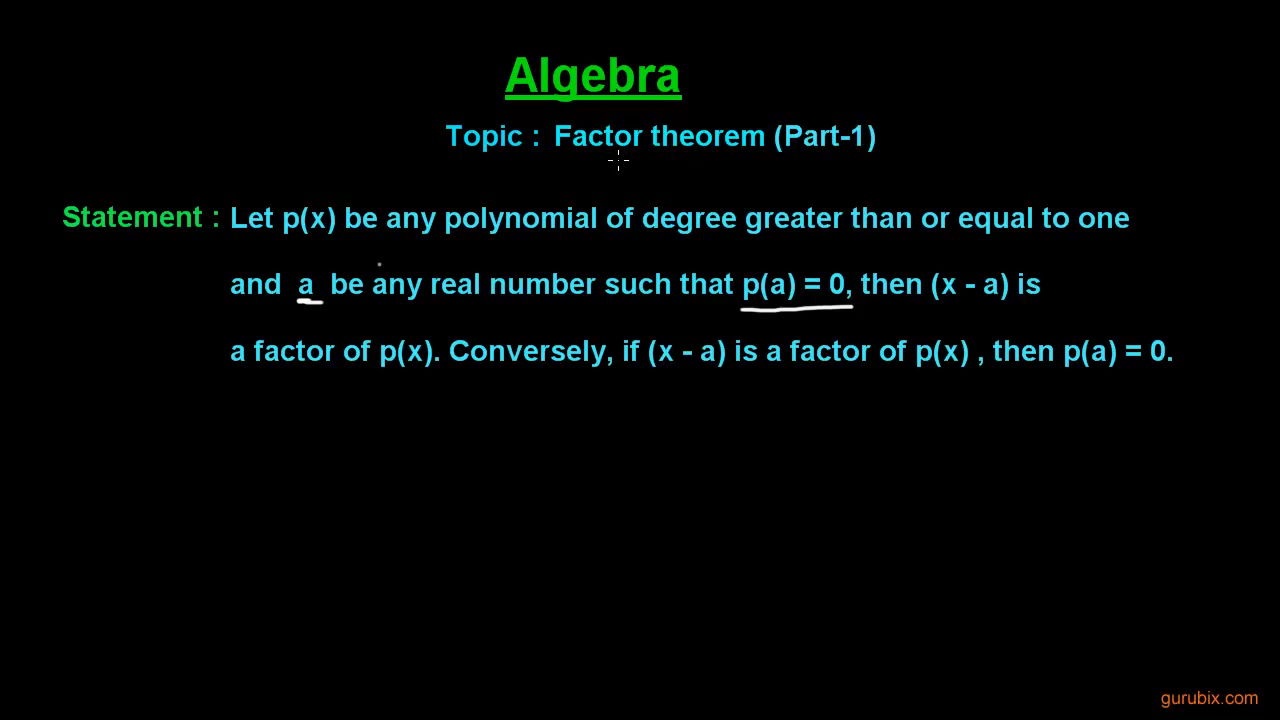 Algebra
Topic : Factor theorem (Part-1)
Statement : Let p(x) be any polynomial of degree greater than or equal to one
and a be any real number such that p(a) = 0, then (x - a) is
a factor of p(x). Conversely, if (x - a) is a factor of p(x) , then p(a) = 0.
gurubix.com